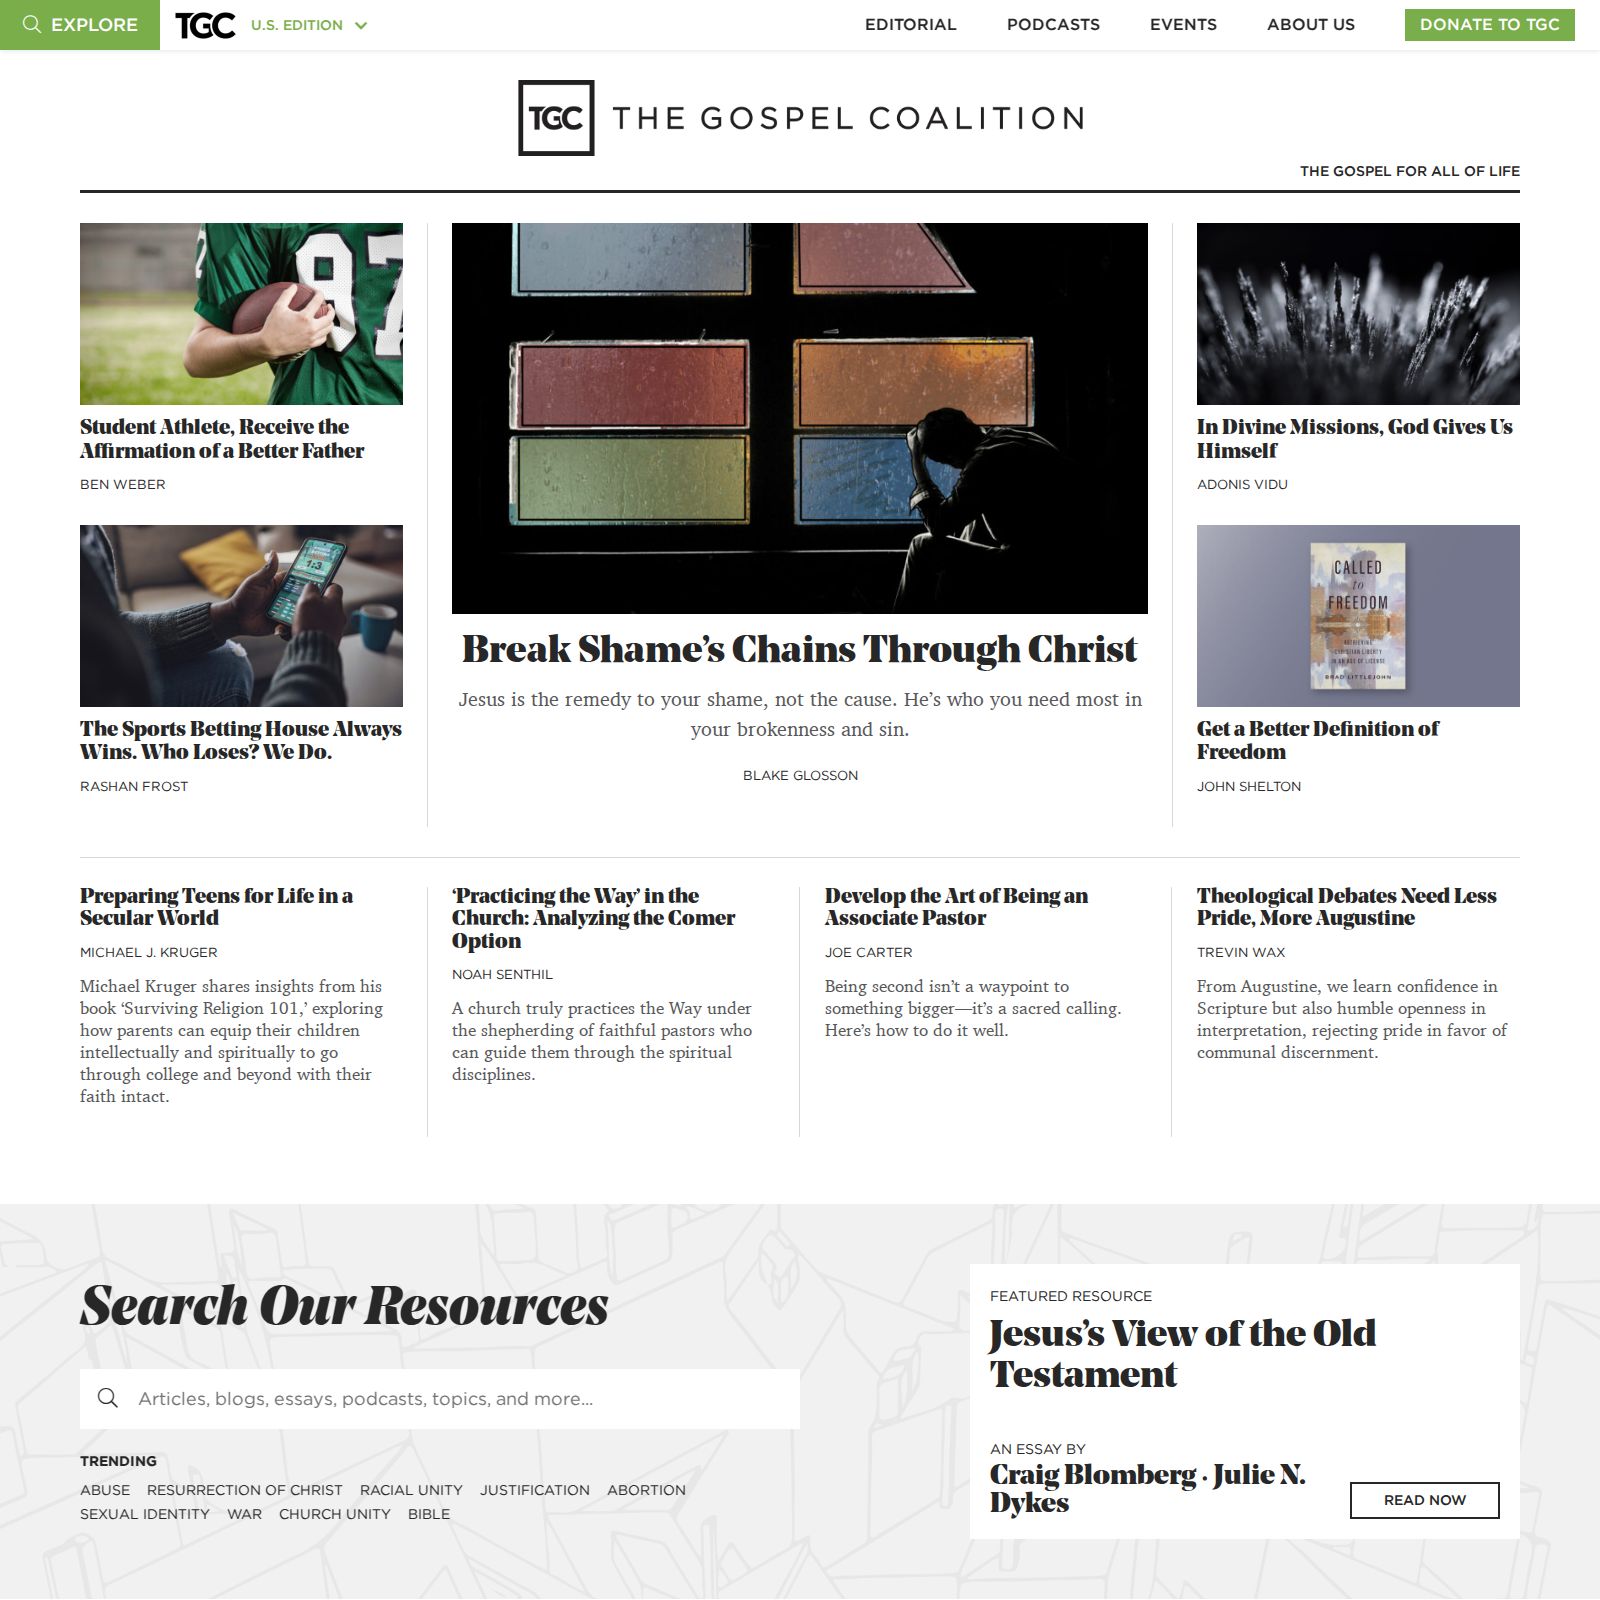 EXPLORE
TGC
U.S. EDITION
EDITORIAL
PODCASTS
EVENTS
ABOUT US
DONATE TO TGC
TGC
THE GOSPEL COALITION
THE GOSPEL FOR ALL OF LIFE
97
Student Athlete, Receive the
Affirmation of a Better Father
BEN WEBER
1:3
The Sports Betting House Always
Wins. Who Loses? We Do.
RASHAN FROST
Break Shame’s Chains Through Christ
Jesus is the remedy to your shame, not the cause. He’s who you need most in
your brokenness and sin.
BLAKE GLOSSON
In Divine Missions, God Gives Us
Himself
ADONIS VIDU
CALLED
to
FREEDOM
RETRIEVING
CHRISTIAN LIBERTY
IN AN AGE OF LICENSE
BRAD LITTLEJOHN
Get a Better Definition of
Freedom
JOHN SHELTON
Preparing Teens for Life in a
Secular World
MICHAEL J. KRUGER
Michael Kruger shares insights from his
book ‘Surviving Religion 101,’ exploring
how parents can equip their children
intellectually and spiritually to go
through college and beyond with their
faith intact.
‘Practicing the Way’ in the
Church: Analyzing the Comer
Option
NOAH SENTHIL
A church truly practices the Way under
the shepherding of faithful pastors who
can guide them through the spiritual
disciplines.
Develop the Art of Being an
Associate Pastor
JOE CARTER
Being second isn’t a waypoint to
something bigger—it’s a sacred calling.
Here’s how to do it well.
Theological Debates Need Less
Pride, More Augustine
TREVIN WAX
From Augustine, we learn confidence in
Scripture but also humble openness in
interpretation, rejecting pride in favor of
communal discernment.
Search Our Resources
Articles, blogs, essays, podcasts, topics, and more...
TRENDING
ABUSE RESURRECTION OF CHRIST RACIAL UNITY JUSTIFICATION ABORTION
SEXUAL IDENTITY WAR CHURCH UNITY BIBLE
FEATURED RESOURCE
Jesus’s View of the Old
Testament
AN ESSAY BY
Craig Blomberg · Julie N.
Dykes
READ NOW